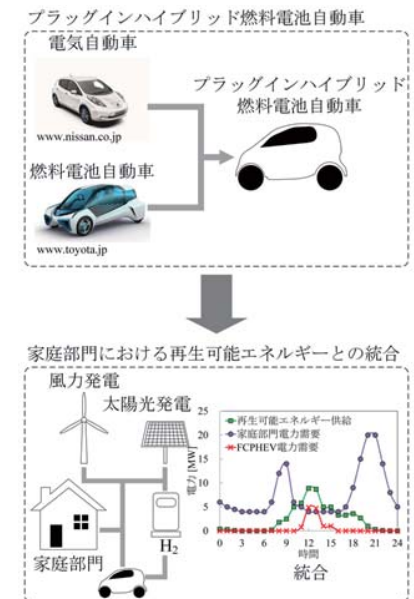 プラッグインハイブリッド燃料電池自動車
電気自動車
www.nissan.co.jp
燃料電池自動車
www.toyota.jp
プラッグインハイブリッド
燃料電池自動車
家庭部門における再生可能エネルギーとの統合
風力発電
太陽光発電
家庭部門
H2
電力 [MW]
25
20
15
10
5
0
再生可能エネルギー供給
家庭部門電力需要
FCPHEV電力需要
0 3 6 9 12 15 18 21 24
時間
統合